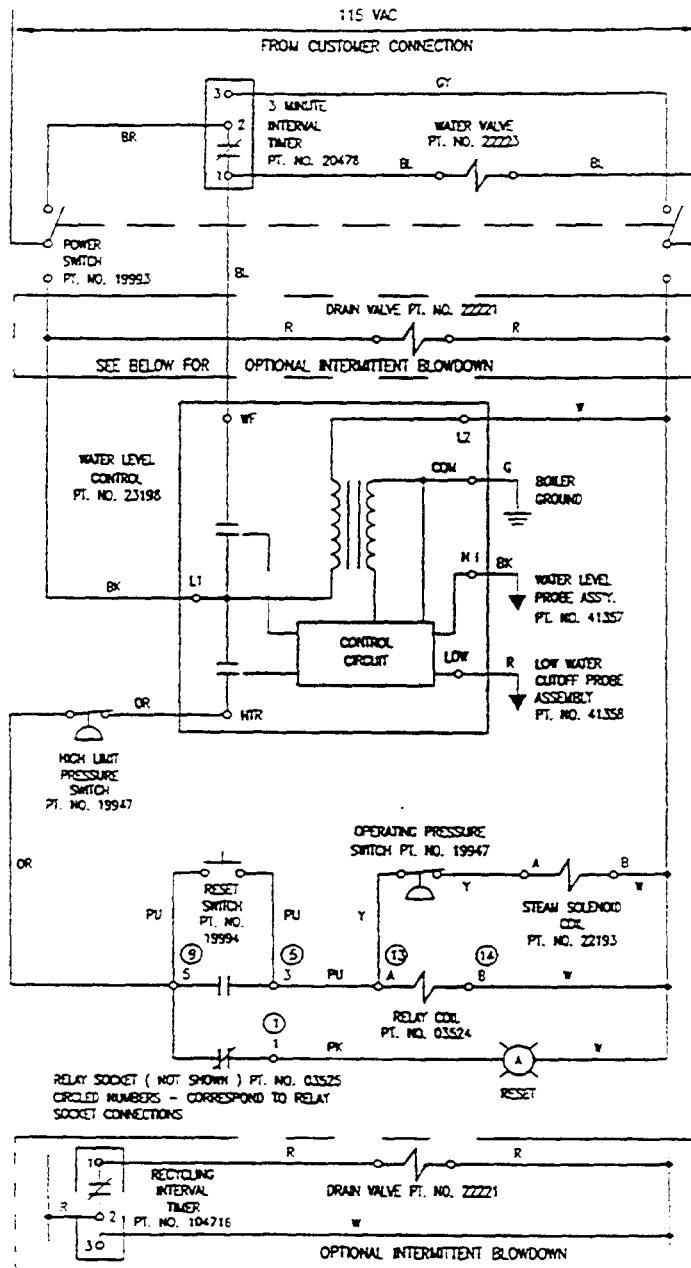 115 VAC
FROM CUSTOMER CONNECTION
GY
3
3 MINUTE
INTERVAL
TIMER
PT. NO. 20478
2
BR
1
WATER VALVE
PT. NO. 22223
BL
BL
POWER
SWITCH
PT. NO. 19993
BL
DRAIN VALVE PT. NO. 22221
R
R
SEE BELOW FOR OPTIONAL INTERMITTENT BLOWDOWN
WF
W
L2
WATER LEVEL
CONTROL
PT. NO. 23198
COM
G
BOILER
GROUND
BK
L1
H1
BK
WATER LEVEL
PROBE ASS'Y.
PT. NO. 41357
CONTROL
CIRCUIT
LOW
R
LOW WATER
CUTOFF PROBE
ASSEMBLY
PT. NO. 41358
OR
HTR
HIGH LIMIT
PRESSURE
SWITCH
PT. NO. 19947
OPERATING PRESSURE
SWITCH PT. NO. 19947
OR
A
B
Y
W
RESET
SWITCH
PT. NO.
19994
PU
PU
Y
STEAM SOLENOID
COIL
PT. NO. 22193
9
5
13
14
5
3
PU
A
B
W
RELAY COIL
PT. NO. 03524
1
1
PK
A
W
RESET
RELAY SOCKET ( NOT SHOWN ) PT. NO. 03525
CIRCLED NUMBERS - CORRESPOND TO RELAY
SOCKET CONNECTIONS
1
R
R
RECYCLING
INTERVAL
TIMER
PT. NO. 104716
DRAIN VALVE PT. NO. 22221
R
2
W
3
OPTIONAL INTERMITTENT BLOWDOWN